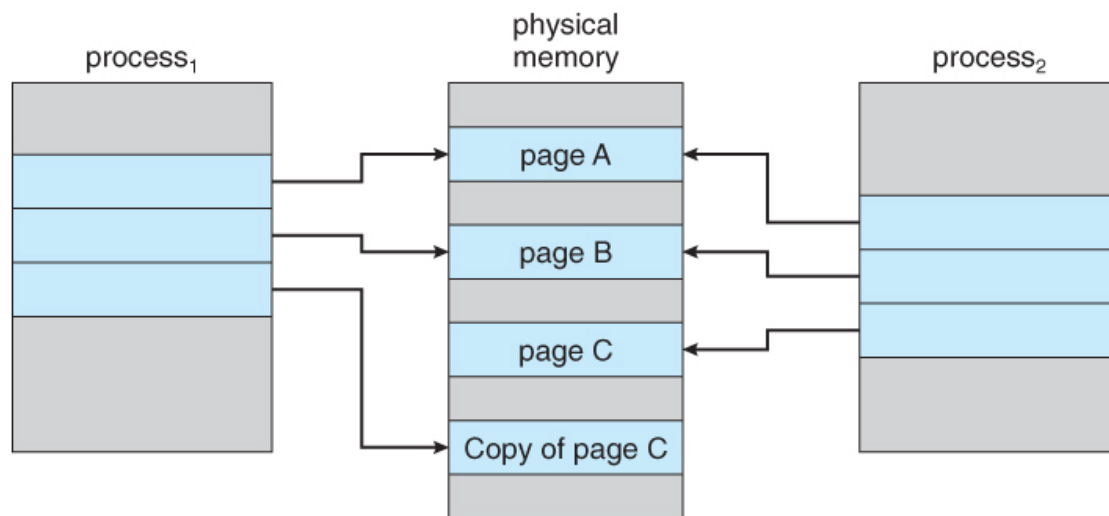 process₁
physical
memory
process₂
page A
page B
page C
Copy of page C